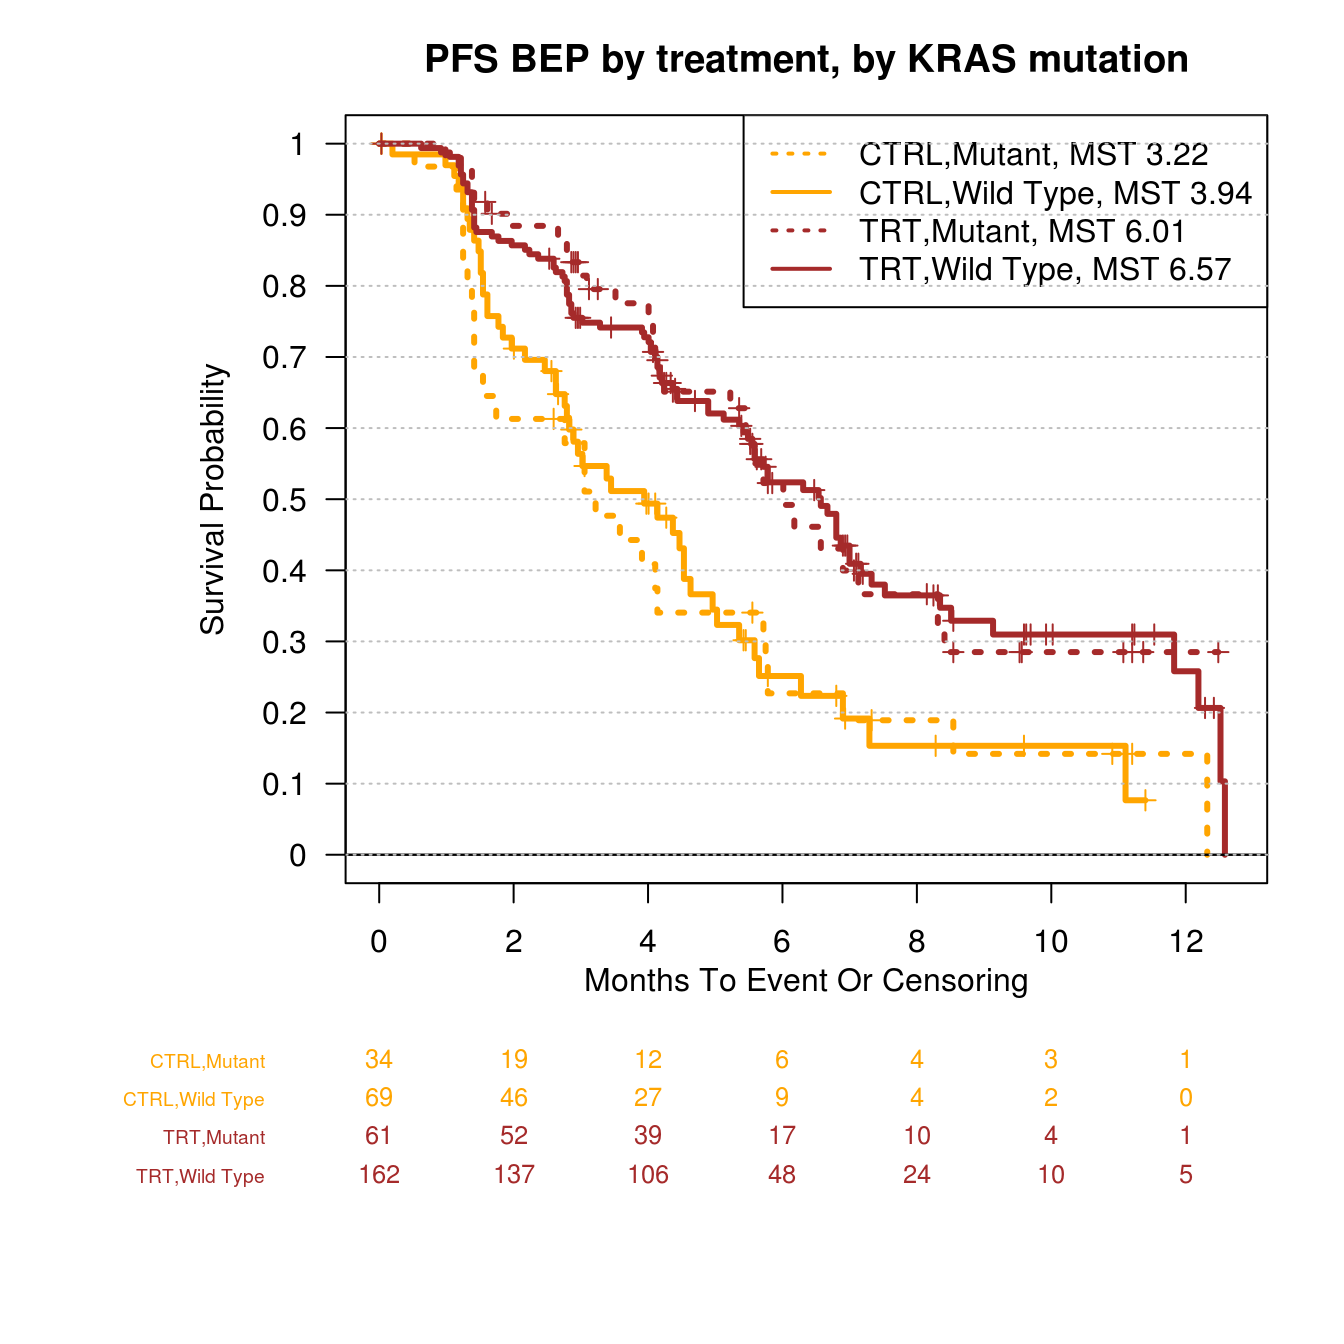 PFS BEP by treatment, by KRAS mutation
CTRL,Mutant, MST 3.22
CTRL,Wild Type, MST 3.94
TRT,Mutant, MST 6.01
TRT,Wild Type, MST 6.57
Survival Probability
1
0.9
0.8
0.7
0.6
0.5
0.4
0.3
0.2
0.1
0
0 2 4 6 8 10 12
Months To Event Or Censoring
CTRL,Mutant 34 19 12 6 4 3 1
CTRL,Wild Type 69 46 27 9 4 2 0
TRT,Mutant 61 52 39 17 10 4 1
TRT,Wild Type 162 137 106 48 24 10 5